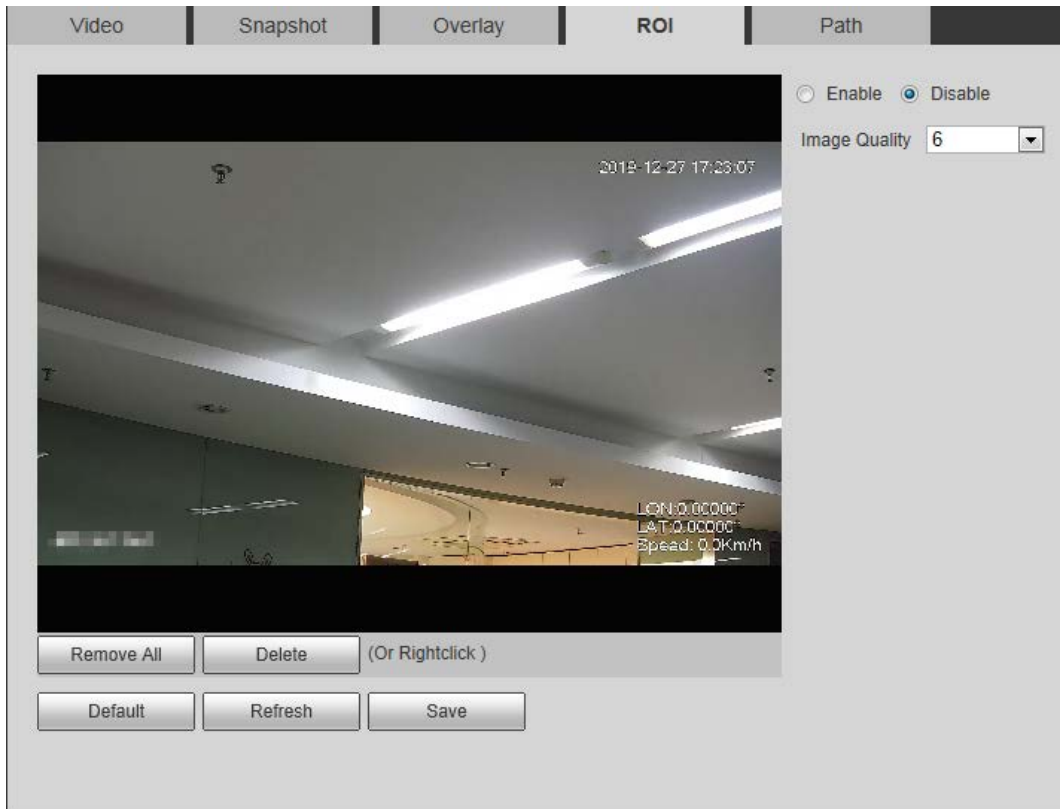 Video Snapshot Overlay ROI Path
Enable Disable
Image Quality 6
2019-12-27 17:23:07
LON:0.00000°
LAT:0.00000°
Speed: 0.0Km/h
Remove All Delete (Or Rightclick )
Default Refresh Save